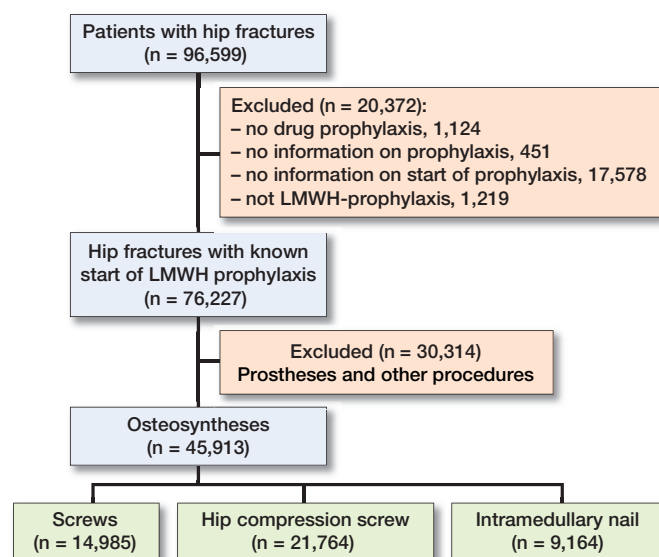 Patients with hip fractures
(n = 96,599)
Excluded (n = 20,372):
– no drug prophylaxis, 1,124
– no information on prophylaxis, 451
– no information on start of prophylaxis, 17,578
– not LMWH-prophylaxis, 1,219
Hip fractures with known
start of LMWH prophylaxis
(n = 76,227)
Excluded (n = 30,314)
Prostheses and other procedures
Osteosyntheses
(n = 45,913)
Screws
(n = 14,985)
Hip compression screw
(n = 21,764)
Intramedullary nail
(n = 9,164)